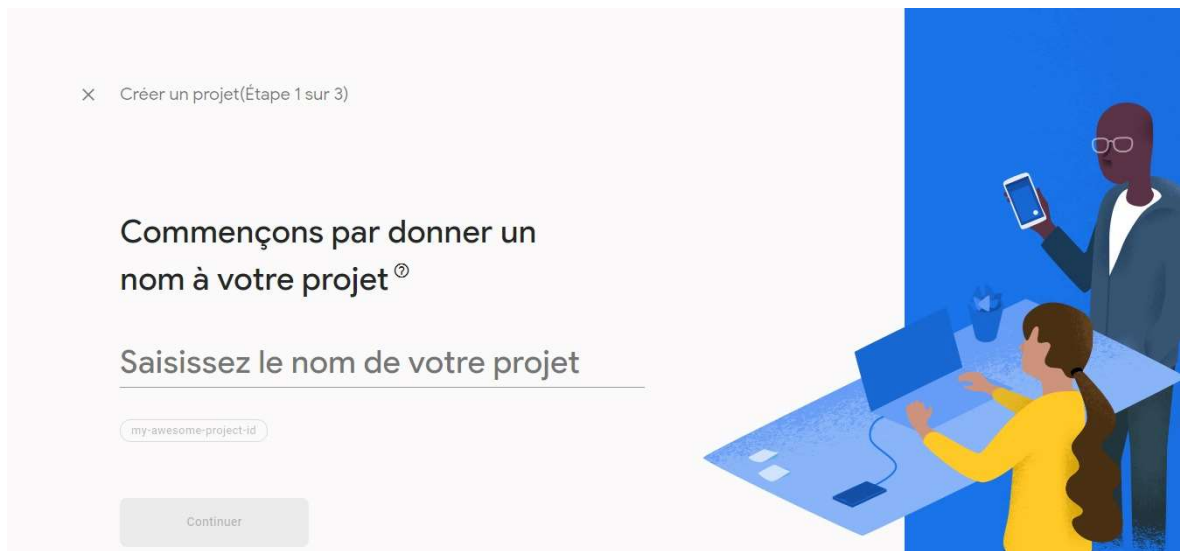 Créer un projet(Étape 1 sur 3)
Commençons par donner un
nom à votre projet
Saisissez le nom de votre projet
my-awesome-project-id
Continuer